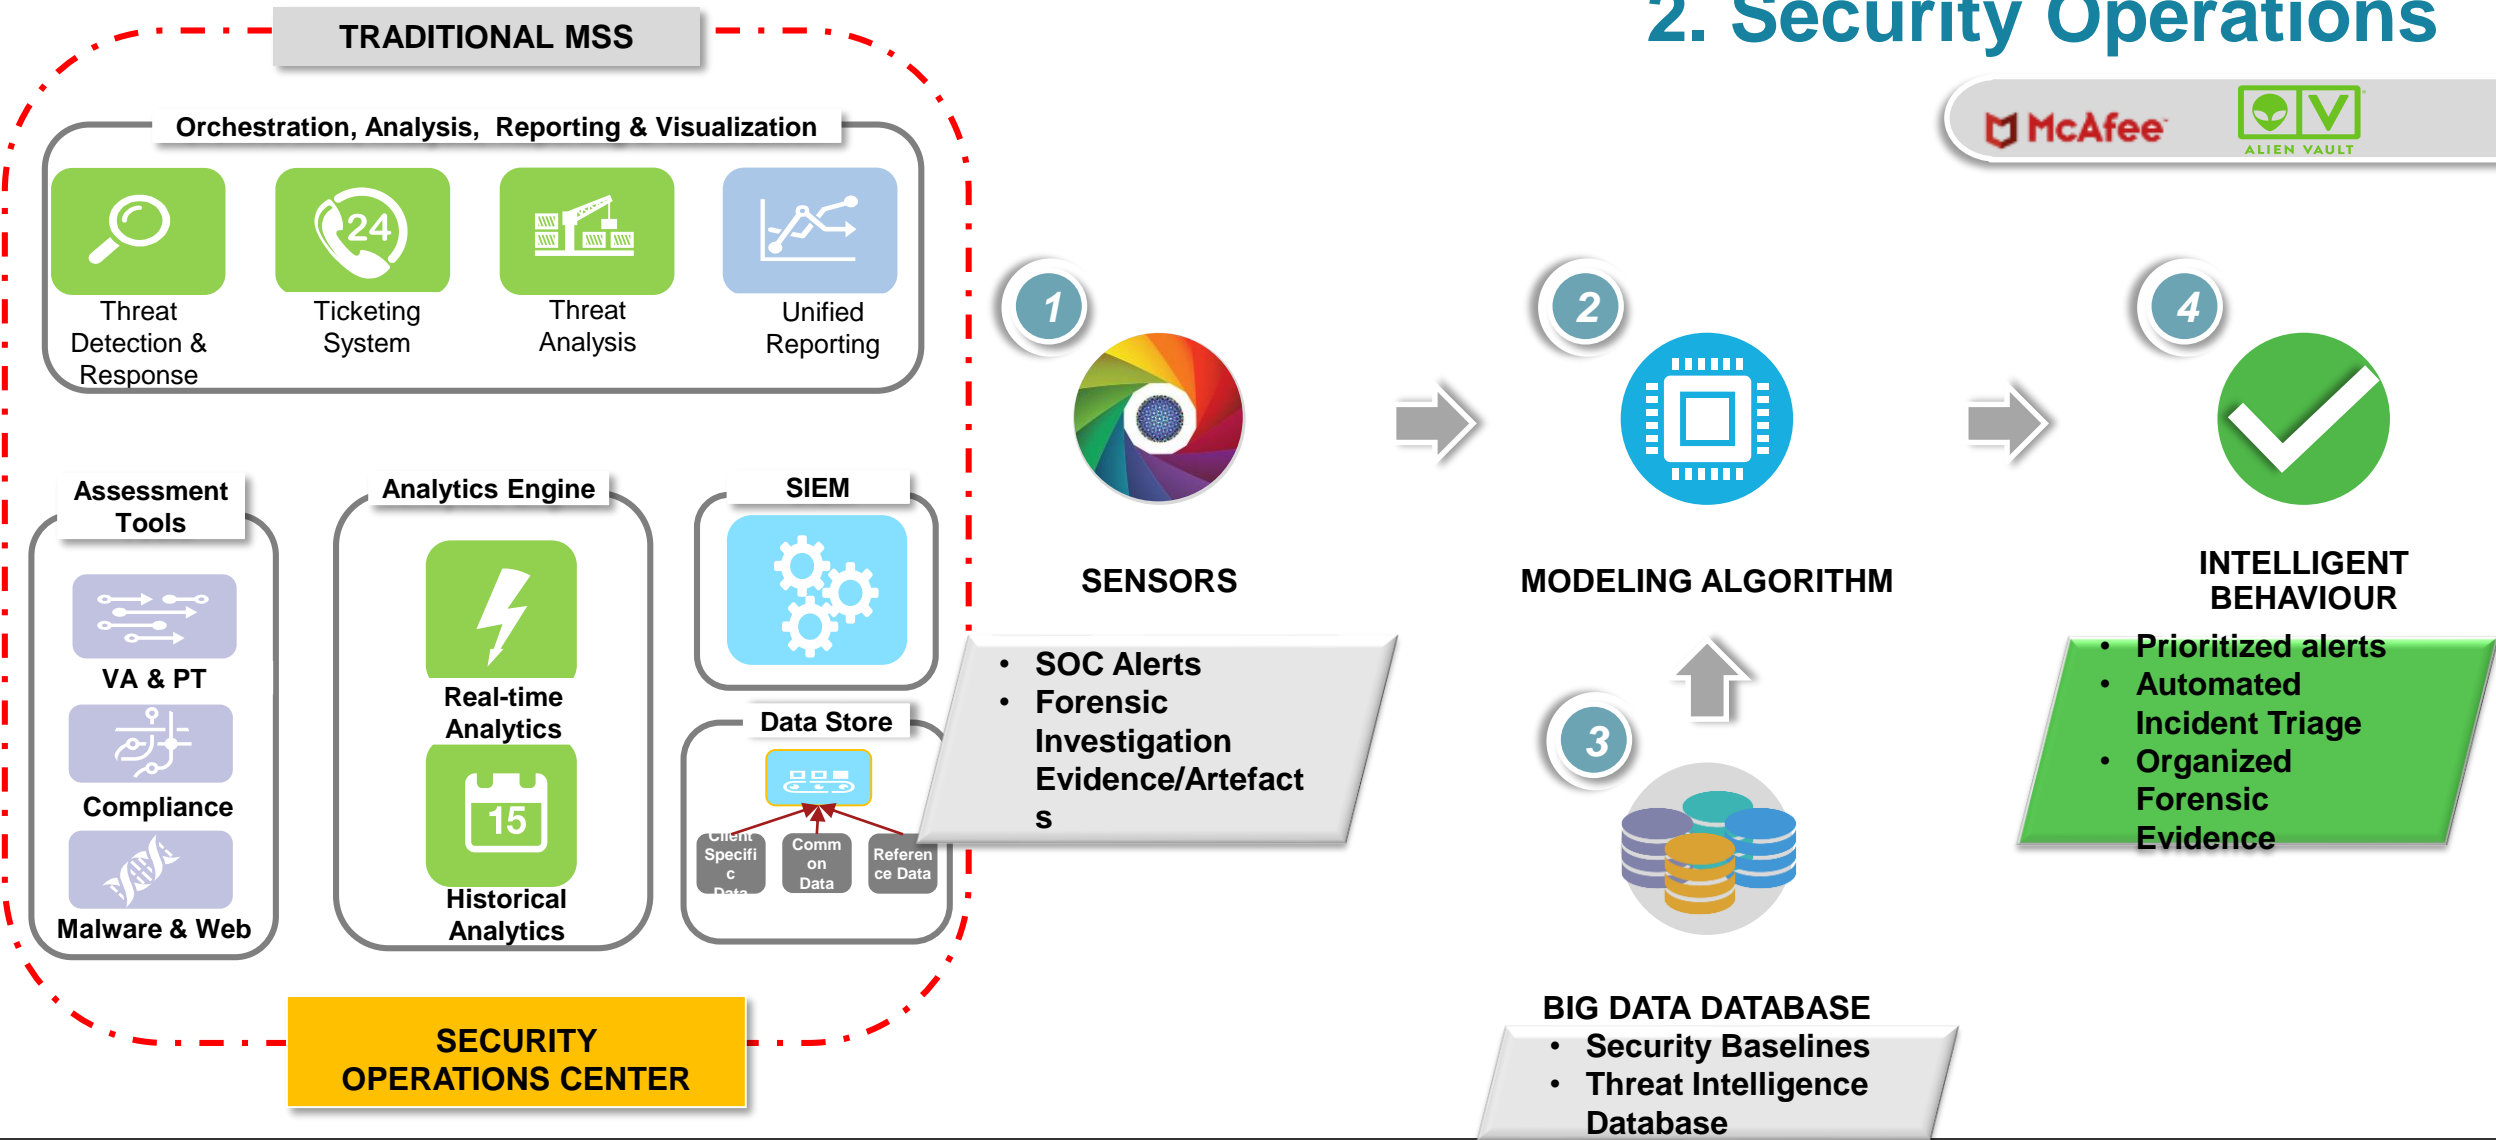 2. Security Operations
TRADITIONAL MSS
McAfee
ALIEN VAULT
Orchestration, Analysis, Reporting & Visualization
24
Threat
Detection &
Response
Ticketing
System
Threat
Analysis
Unified
Reporting
Assessment
Tools
VA & PT
Compliance
Malware & Web
Analytics Engine
Real-time
Analytics
15
Historical
Analytics
SIEM
Data Store
Client
Specifi
c
Data
Comm
on
Data
Referen
ce Data
SECURITY
OPERATIONS CENTER
1
SENSORS
• SOC Alerts
• Forensic
Investigation
Evidence/Artefact
s
2
MODELING ALGORITHM
3
BIG DATA DATABASE
• Security Baselines
• Threat Intelligence
Database
4
INTELLIGENT
BEHAVIOUR
• Prioritized alerts
• Automated
Incident Triage
• Organized
Forensic
Evidence